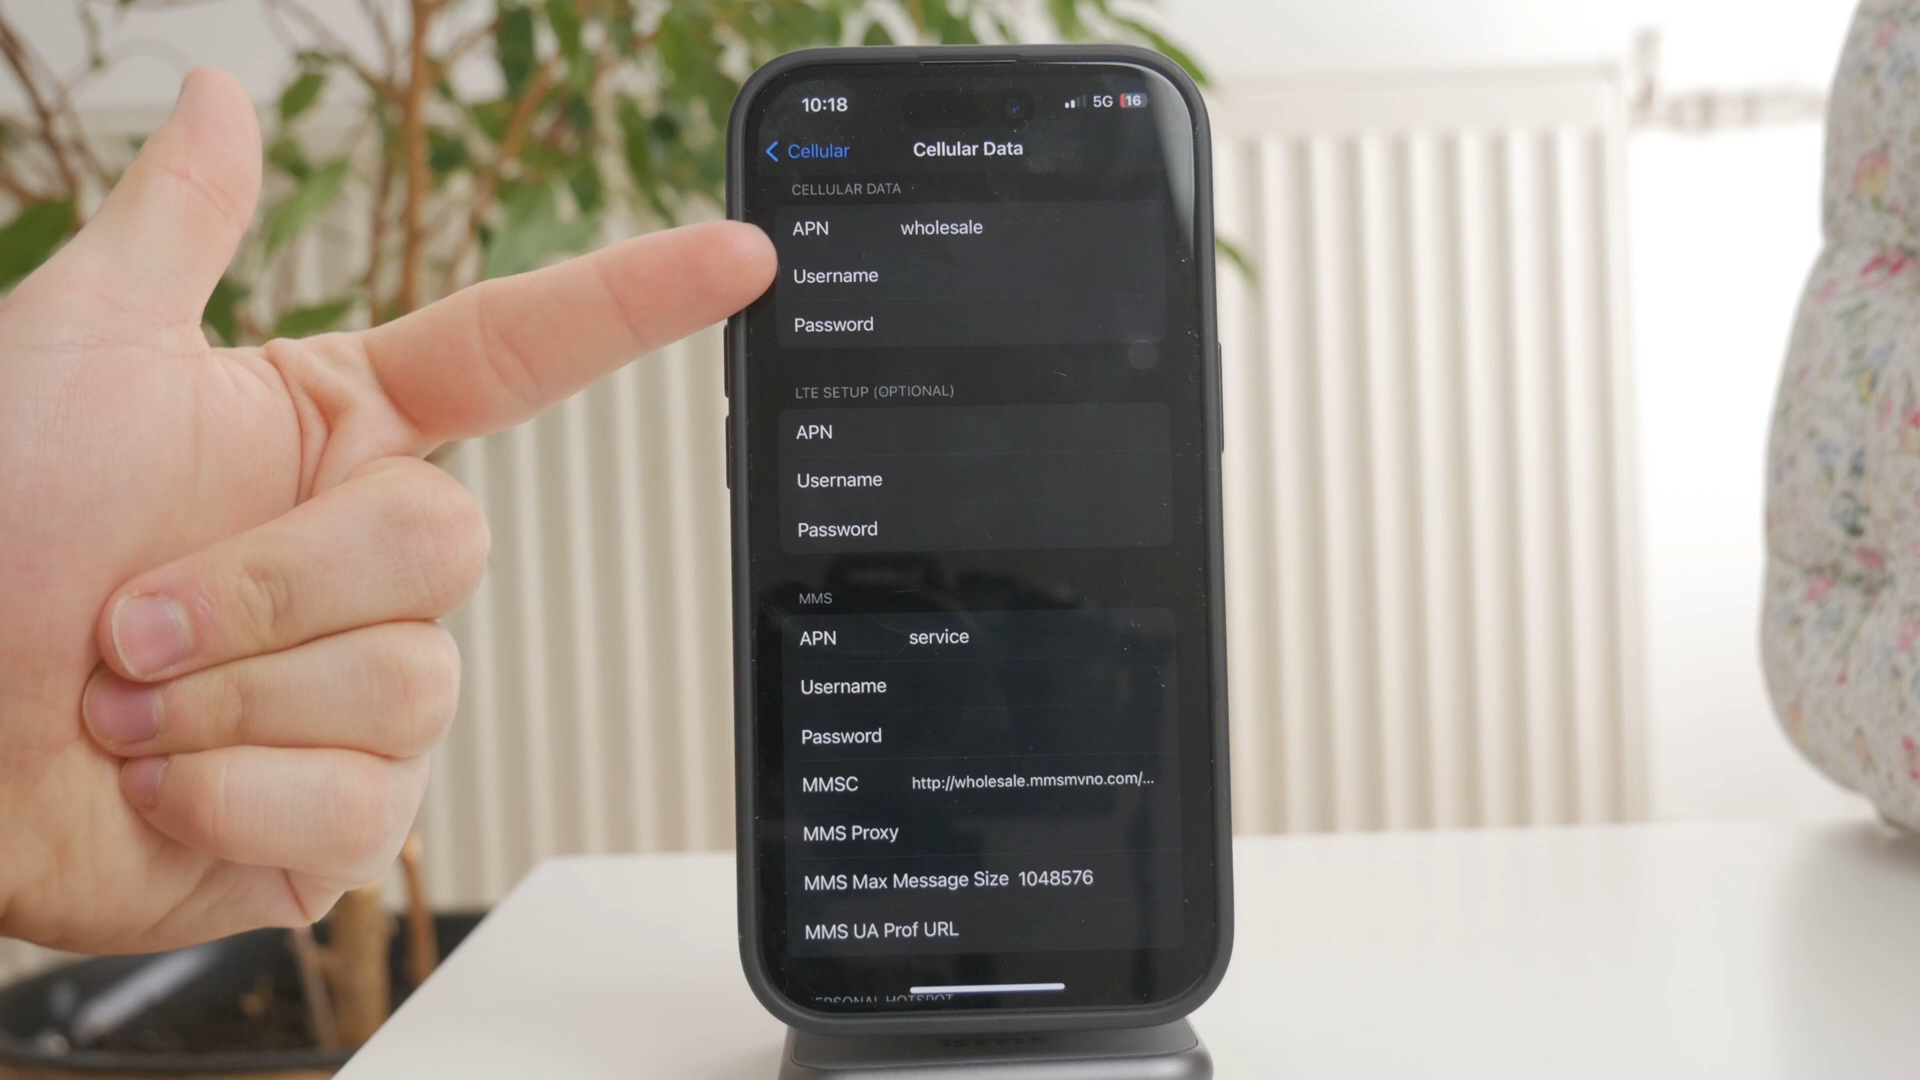 10:18 5G 16
Cellular Cellular Data
CELLULAR DATA
APN wholesale
Username
Password
LTE SETUP (OPTIONAL)
APN
Username
Password
MMS
APN service
Username
Password
MMSC http://wholesale.mmsmvno.com/...
MMS Proxy
MMS Max Message Size 1048576
MMS UA Prof URL
PERSONAL HOTSPOT